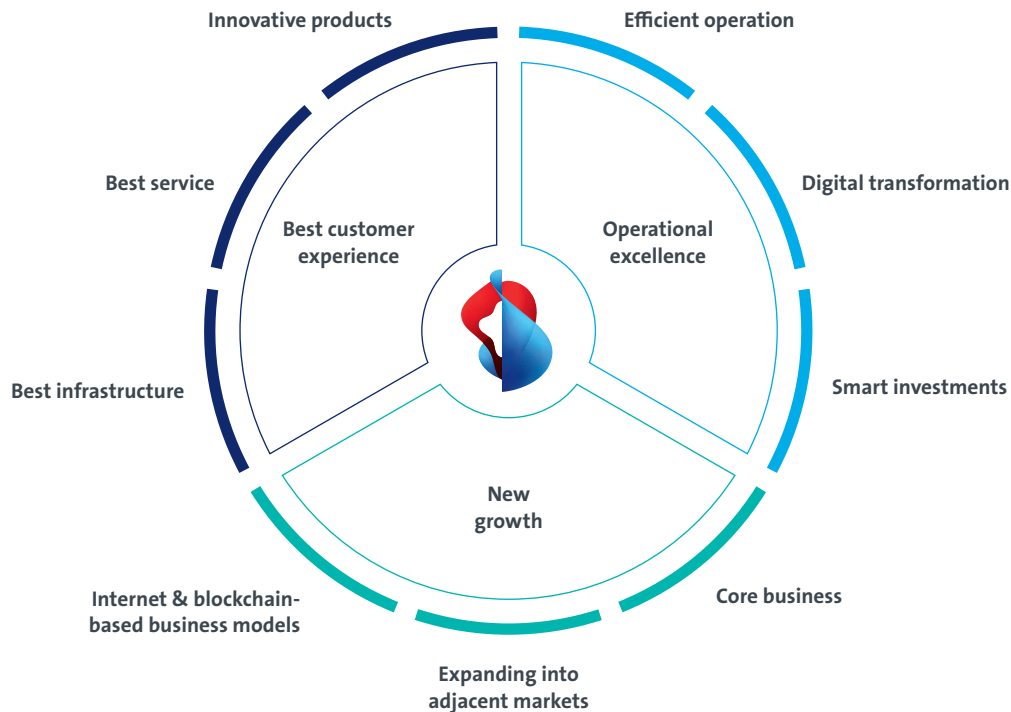 Innovative products
Efficient operation
Best service
Digital transformation
Best customer
experience
Operational
excellence
Best infrastructure
Smart investments
New
growth
Internet & blockchain-
based business models
Core business
Expanding into
adjacent markets